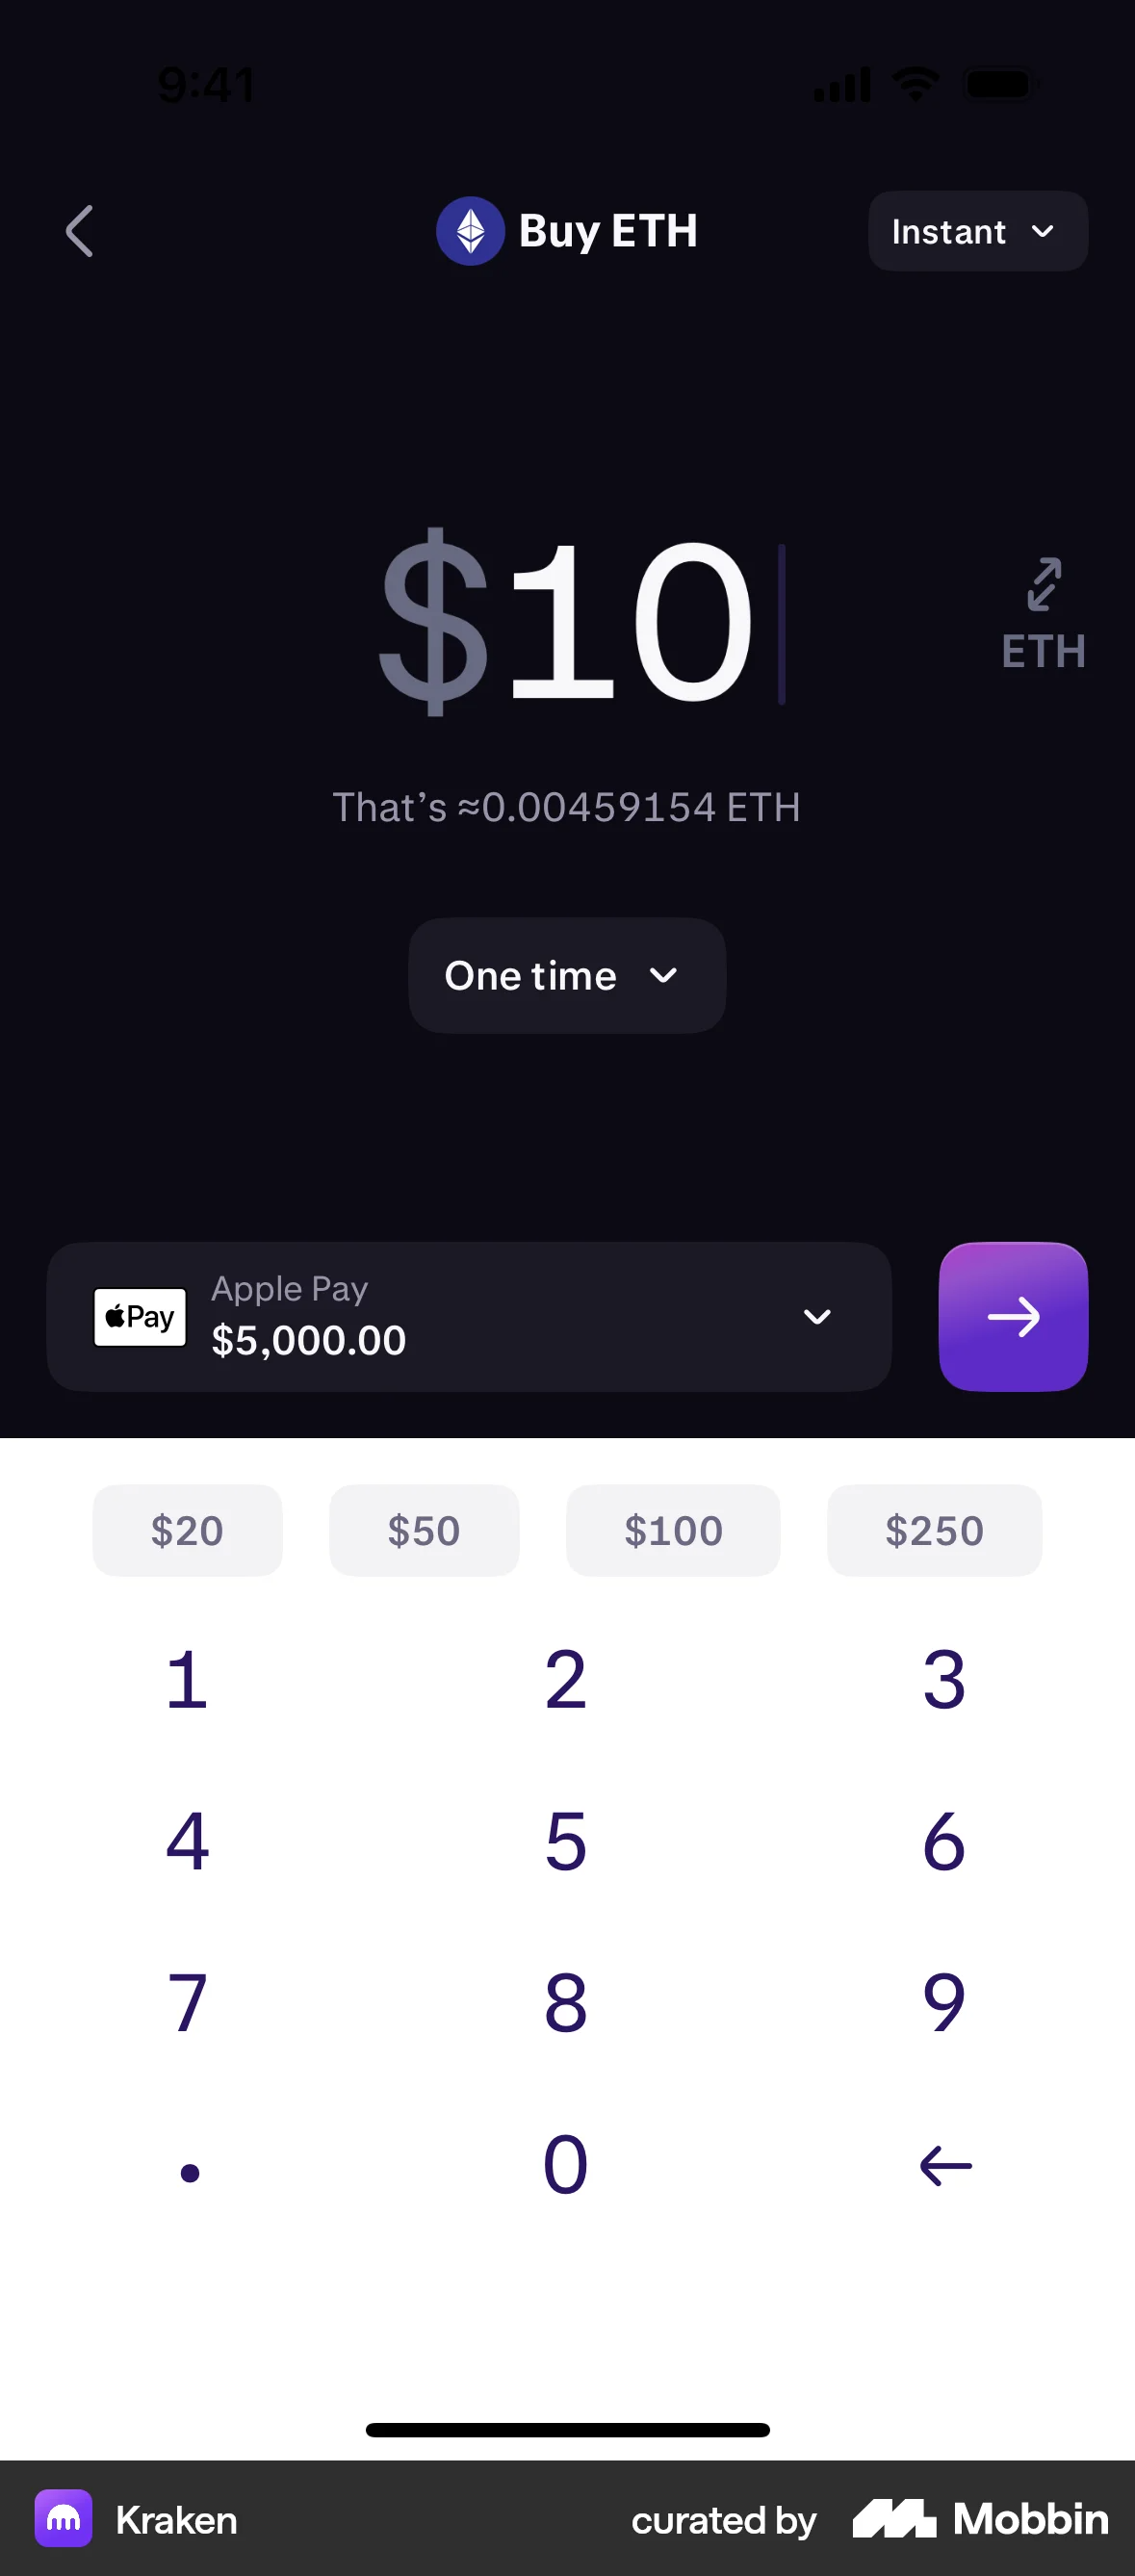 9:41
Buy ETH
Instant
$10
ETH
That’s ≈0.00459154 ETH
One time
Pay
Apple Pay
$5,000.00
$20 $50 $100 $250
1 2 3
4 5 6
7 8 9
. 0
Kraken
curated by Mobbin